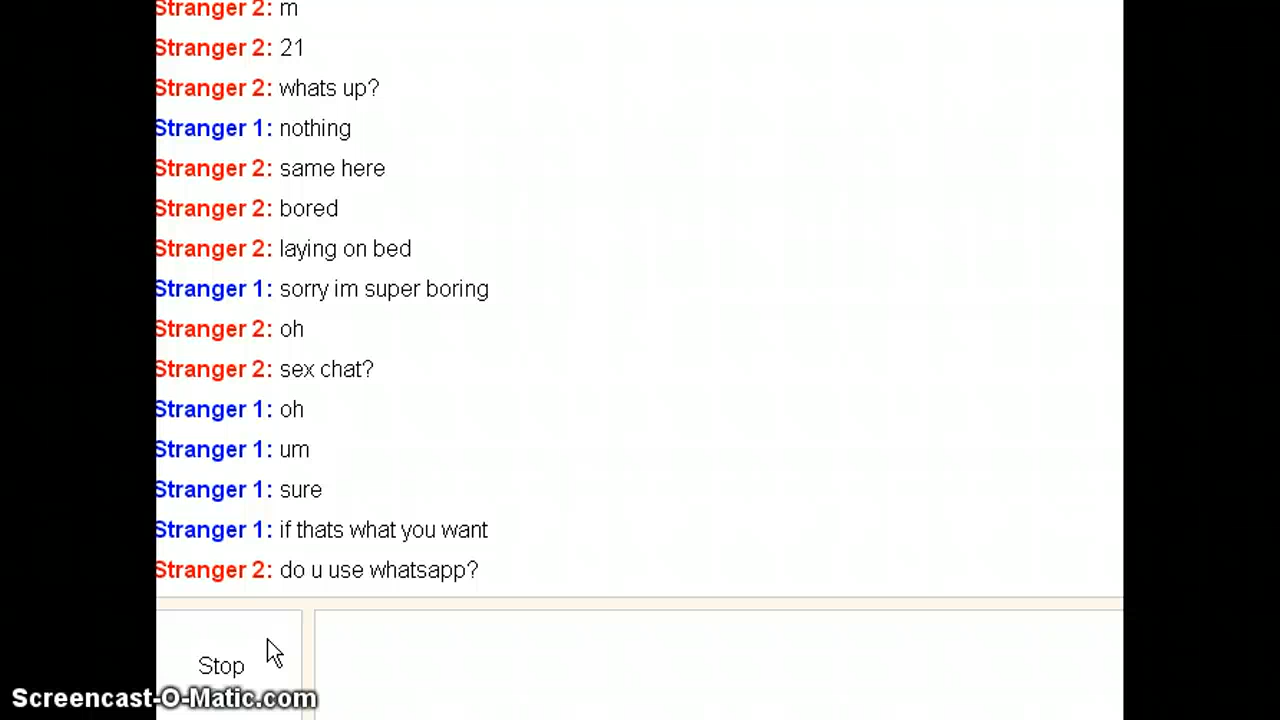 Stranger 2: m
Stranger 2: 21
Stranger 2: whats up?
Stranger 1: nothing
Stranger 2: same here
Stranger 2: bored
Stranger 2: laying on bed
Stranger 1: sorry im super boring
Stranger 2: oh
Stranger 2: sex chat?
Stranger 1: oh
Stranger 1: um
Stranger 1: sure
Stranger 1: if thats what you want
Stranger 2: do u use whatsapp?
Stop
Screencast-O-Matic.com